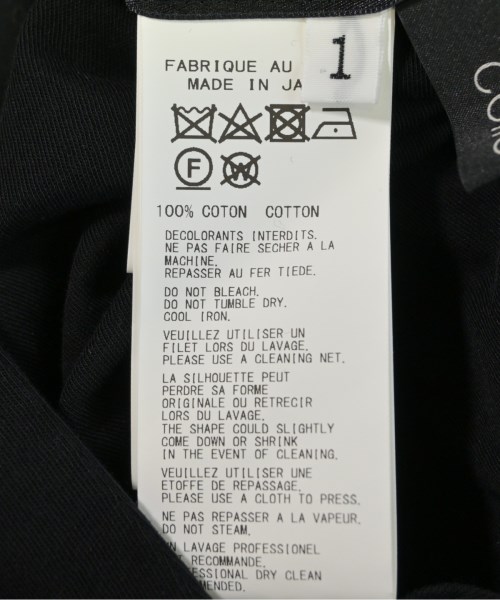 FABRIQUE AU
1
MADE IN JA
F
W
100% COTON COTTON
DECOLORANTS INTERDITS.
NE PAS FAIRE SECHER A LA
MACHINE.
REPASSER AU FER TIEDE.
DO NOT BLEACH.
DO NOT TUMBLE DRY.
COOL IRON.
VEUILLEZ UTILISER UN
FILET LORS DU LAVAGE.
PLEASE USE A CLEANING NET.
LA SILHOUETTE PEUT
PERDRE SA FORME
ORIGINALE OU RETRECIR
LORS DU LAVAGE.
THE SHAPE COULD SLIGHTLY
COME DOWN OR SHRINK
IN THE EVENT OF CLEANING.
VEUILLEZ UTILISER UNE
ETOFFE DE REPASSAGE.
PLEASE USE A CLOTH TO PRESS.
NE PAS REPASSER A LA VAPEUR.
DO NOT STEAM.
UN LAVAGE PROFESSIONEL
RECOMMANDE.
ESSIONAL DRY CLEAN
MENDED.